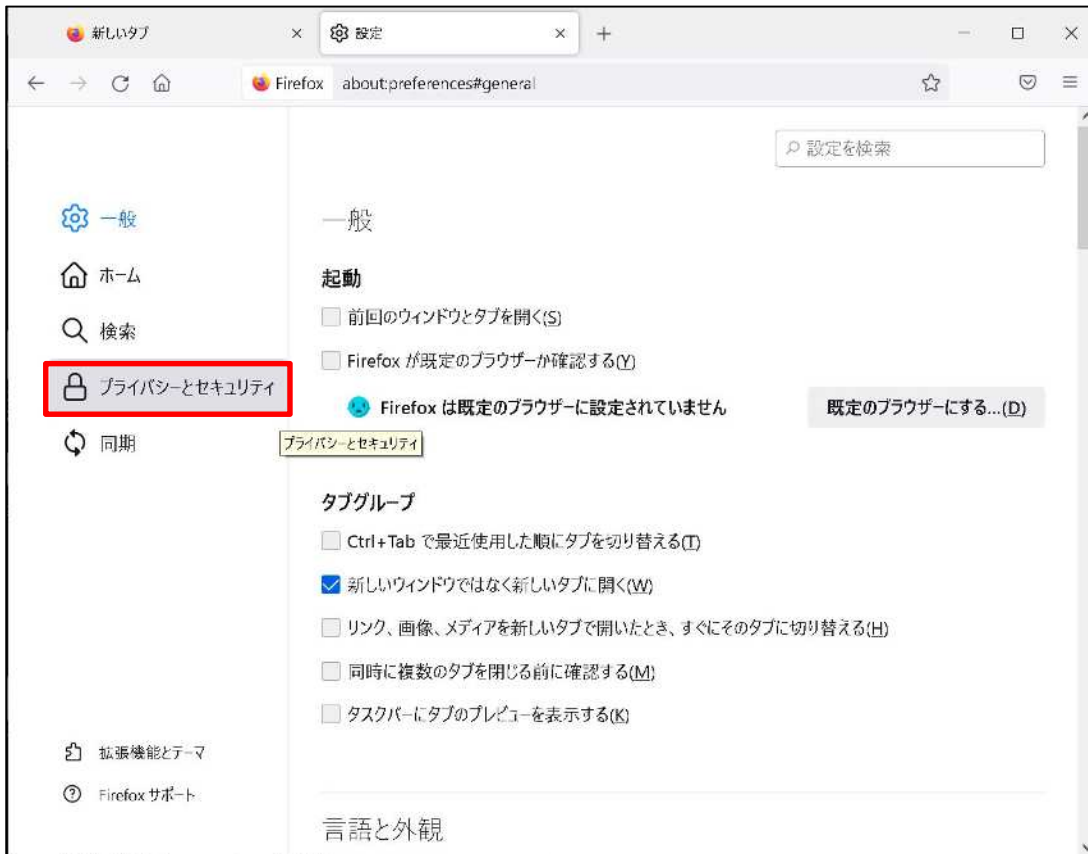 新しいタブ
設定
Firefox about:preferences#general
設定を検索
一般
ホーム
検索
プライバシーとセキュリティ
同期
プライバシーとセキュリティ
拡張機能とテーマ
Firefox サポート
一般
起動
前回のウィンドウとタブを開く(S)
Firefox が既定のブラウザーか確認する(Y)
Firefox は既定のブラウザーに設定されていません 既定のブラウザーにする...(D)
タブグループ
Ctrl+Tab で最近使用した順にタブを切り替える(T)
新しいウィンドウではなく新しいタブに開く(W)
リンク、画像、メディアを新しいタブで開いたとき、すぐにそのタブに切り替える(H)
同時に複数のタブを閉じる前に確認する(M)
タスクバーにタブのプレビューを表示する(K)
言語と外観